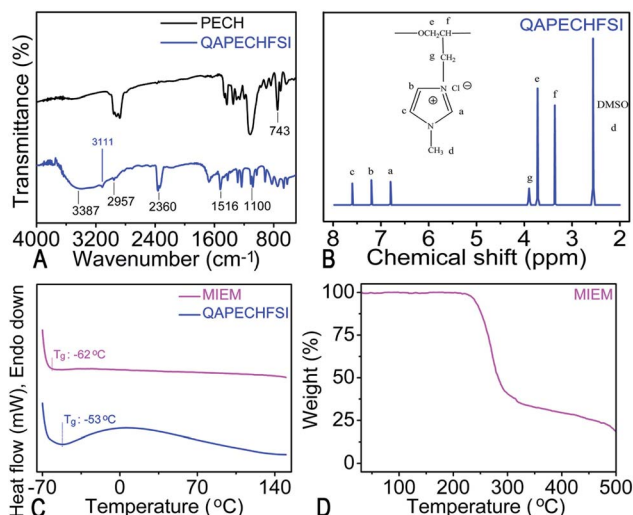 PECH
QAPECHFSI
Transmittance (%)
3111
743
3387
2957
2360
1516
1100
4000 3200 2400 1600 800
Wavenumber (cm-1)
A
QAPECHFSI
e f
OCH2CH
g CH2
b
N
Cl ⊖
⊕
c
a
N
CH3 d
e
f
DMSO
d
c b a
g
8 7 6 5 4 3 2
Chemical shift (ppm)
B
MIEM
QAPECHFSI
Heat flow (mW), Endo down
Tg: -62 oC
Tg: -53 oC
-70 0 70 140
Temperature (oC)
C
MIEM
Weight (%)
100
75
50
25
0
100 200 300 400 500
Temperature (oC)
D